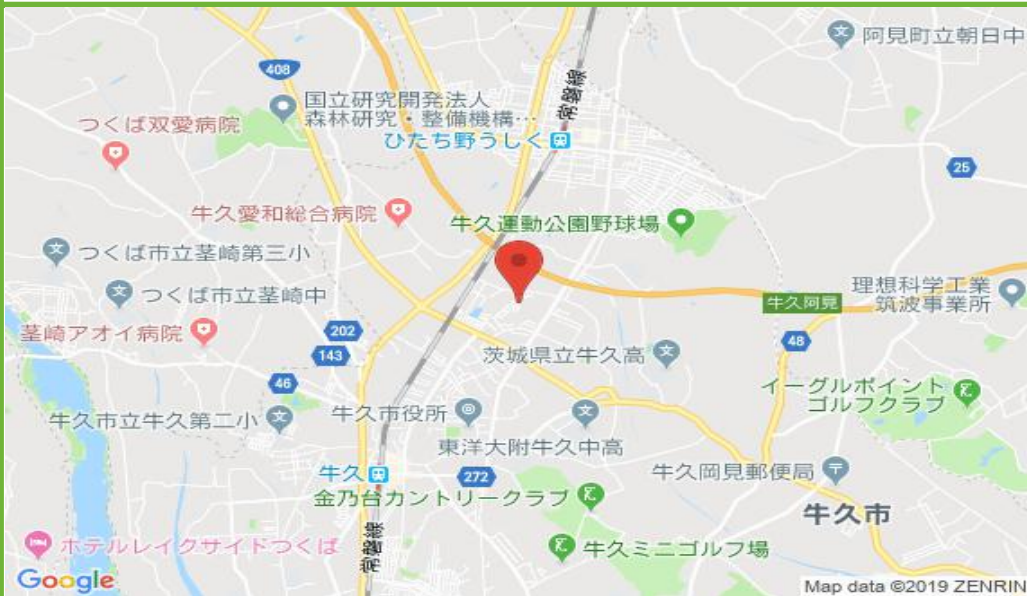 阿見町立朝日中
408
常磐線
国立研究開発法人
森林研究・整備機構…
つくば双愛病院
ひたち野うしく
25
牛久愛和総合病院
牛久運動公園野球場
つくば市立茎崎第三小
つくば市立茎崎中
理想科学工業
筑波事業所
牛久阿見
茎崎アオイ病院
202
143
48
茨城県立牛久高
46
イーグルポイント
ゴルフクラブ
牛久市立牛久第二小
牛久市役所
東洋大附牛久中高
牛久
272
牛久岡見郵便局
金乃台カントリークラブ
牛久市
常磐線
ホテルレイクサイドつくば
牛久ミニゴルフ場
Google
Map data ©2019 ZENRIN